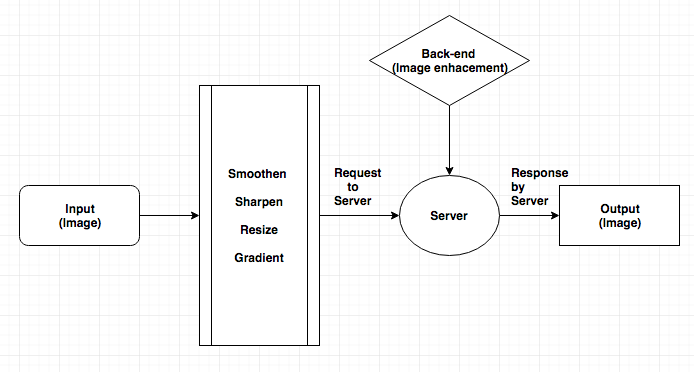 Back-end
(Image enhacement)
Smoothen
Sharpen
Resize
Gradient
Request
to
Server
Response
by
Server
Input
(Image)
Server
Output
(Image)